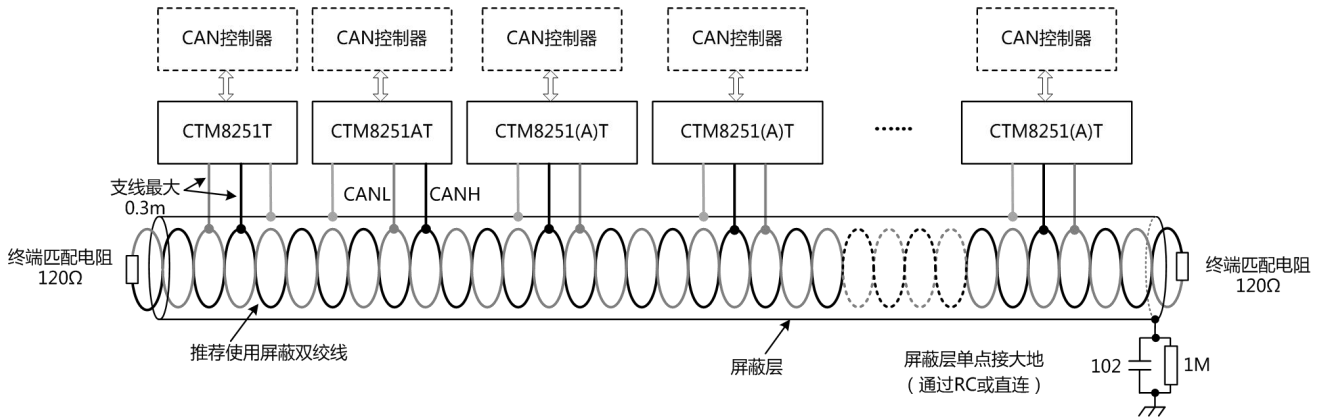 CAN控制器
CAN控制器
CAN控制器
CAN控制器
CAN控制器
CTM8251T
CTM8251AT
CTM8251(A)T
CTM8251(A)T
······
CTM8251(A)T
支线最大
0.3m
CANL
CANH
终端匹配电阻
120Ω
终端匹配电阻
120Ω
推荐使用屏蔽双绞线
屏蔽层
屏蔽层单点接大地
（通过RC或直连）
102
1M